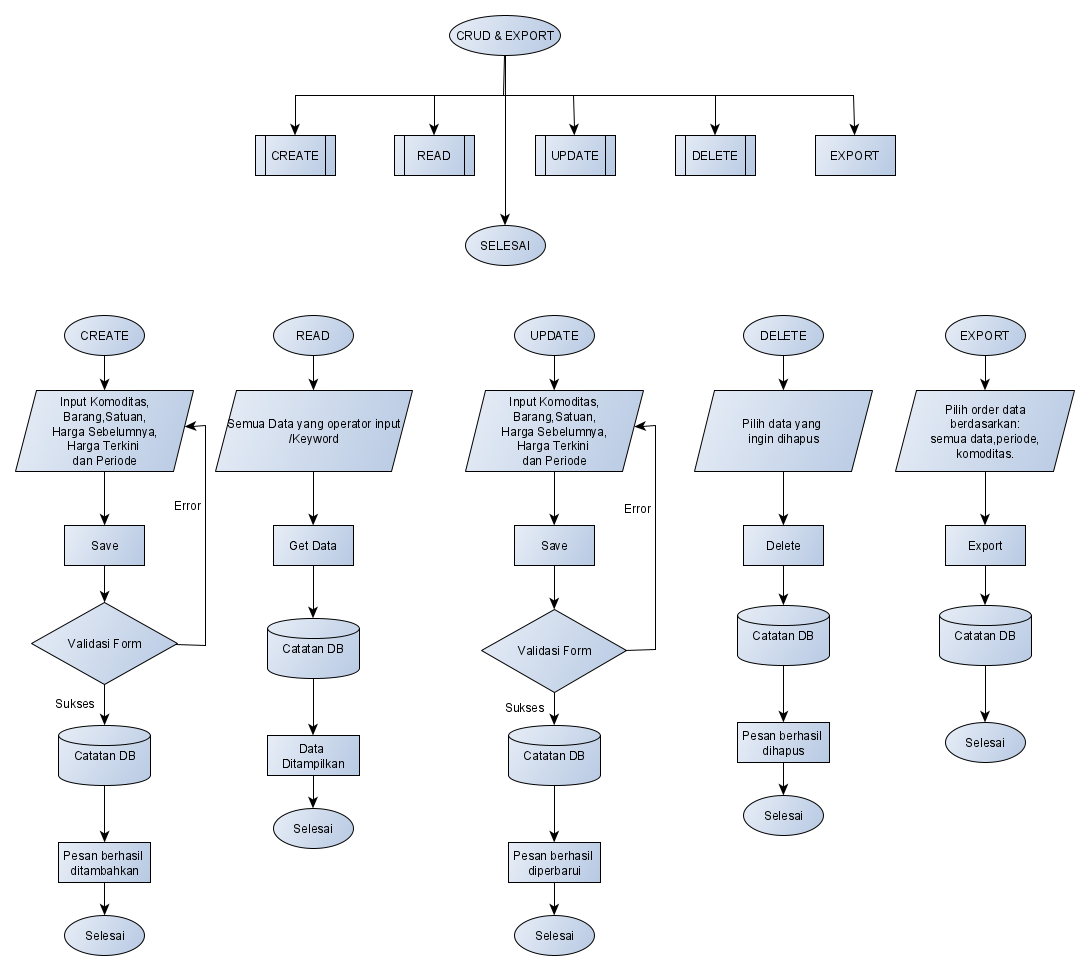 CRUD & EXPORT
CREATE
READ
UPDATE
DELETE
EXPORT
SELESAI
CREATE
Input Komoditas,
Barang,Satuan,
Harga Sebelumnya,
Harga Terkini
dan Periode
Error
Save
Validasi Form
Sukses
Catatan DB
Pesan berhasil
ditambahkan
Selesai
READ
Semua Data yang operator input
/Keyword
Get Data
Catatan DB
Data
Ditampilkan
Selesai
UPDATE
Input Komoditas,
Barang,Satuan,
Harga Sebelumnya,
Harga Terkini
dan Periode
Error
Save
Validasi Form
Sukses
Catatan DB
Pesan berhasil
diperbarui
Selesai
DELETE
Pilih data yang
ingin dihapus
Delete
Catatan DB
Pesan berhasil
dihapus
Selesai
EXPORT
Pilih order data
berdasarkan:
semua data,periode,
komoditas.
Export
Catatan DB
Selesai